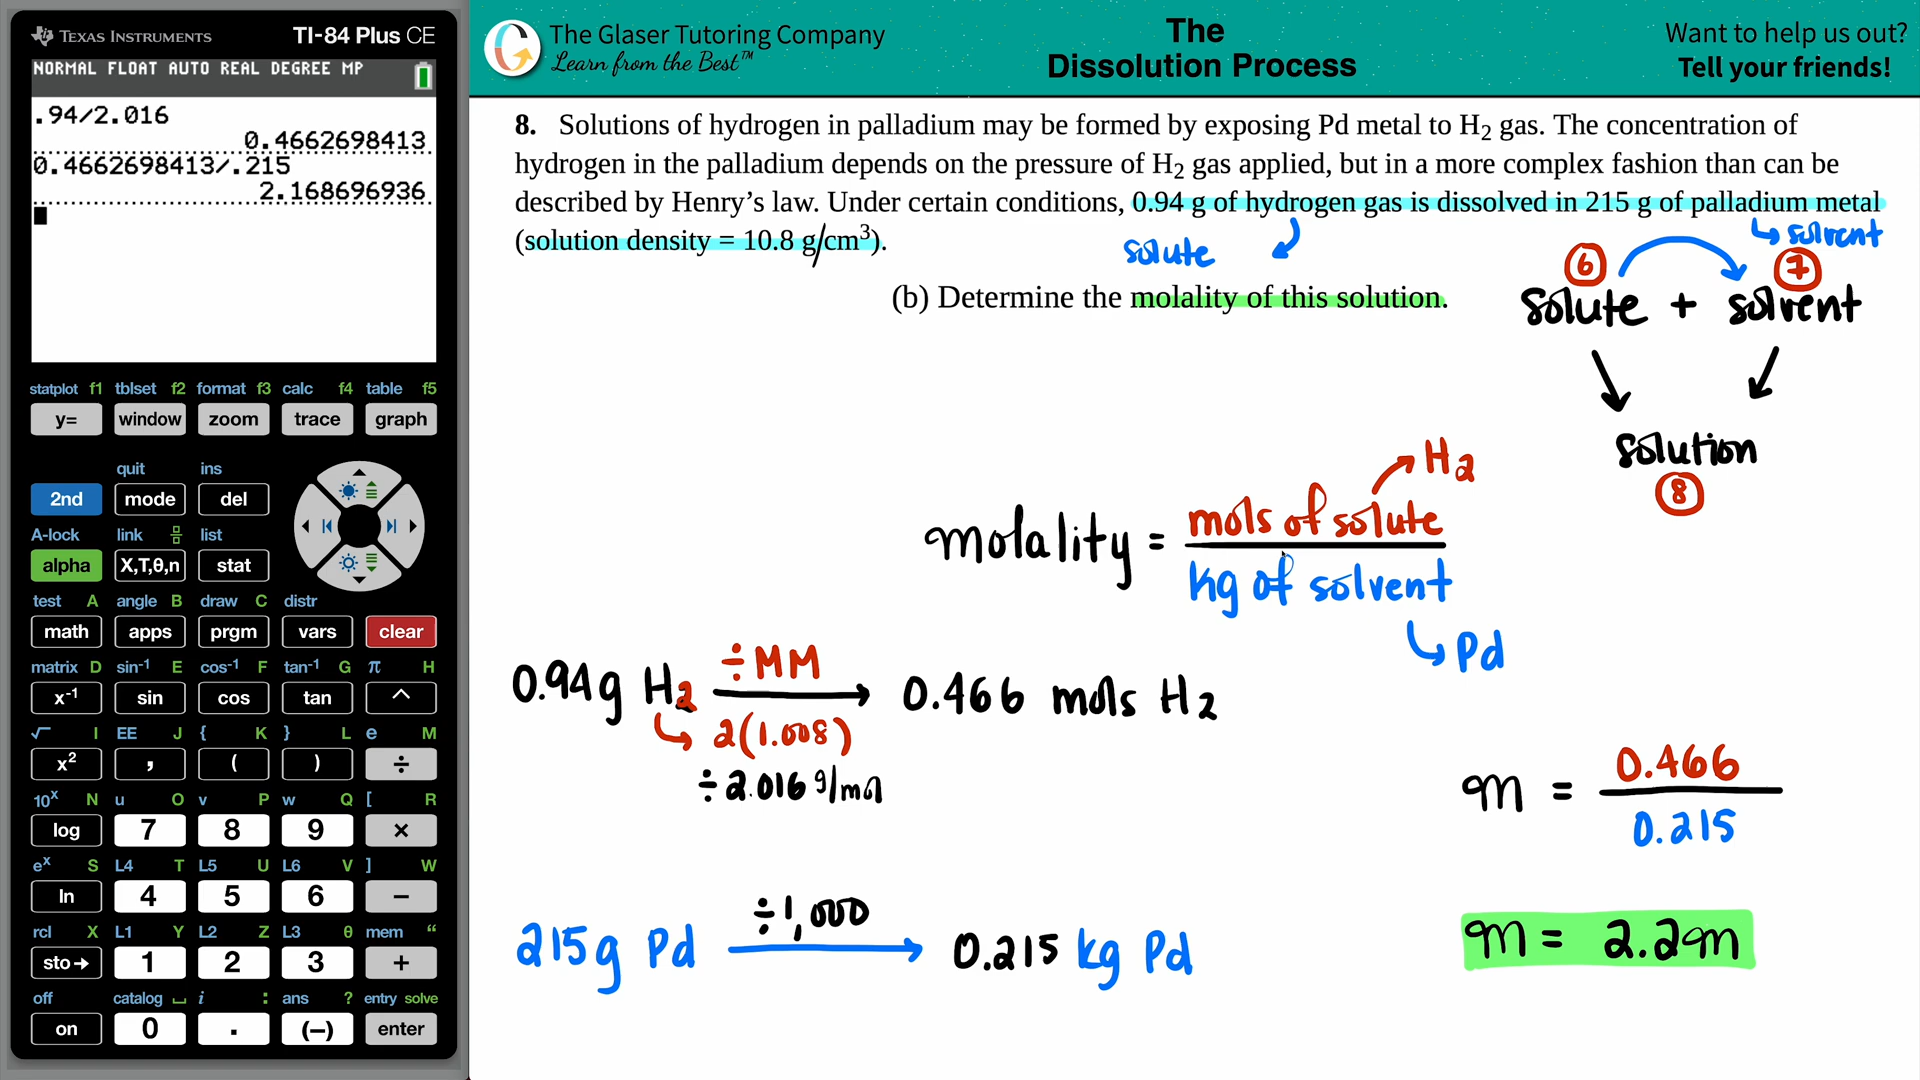 TEXAS INSTRUMENTS TI-84 Plus CE
NORMAL FLOAT AUTO REAL DEGREE MP
.94/2.016
0.4662698413
0.4662698413/.215
2.168696936
statplot f1 tblset f2 format f3 calc f4 table f5
y= window zoom trace graph
quit ins
2nd mode del
A-lock link list
alpha X,T,θ,n stat
test A angle B draw C distr
math apps prgm vars clear
matrix D sin-1 E cos-1 F tan-1 G π H
x-1 sin cos tan ^
√ I EE J { K } L e M
x² , ( ) ÷
10x N u O v P w Q [ R
log 7 8 9 ×
ex S L4 T L5 U L6 V ] W
ln 4 5 6 −
rcl X L1 Y L2 Z L3 θ mem “
sto→ 1 2 3 +
off catalog ⎵ i : ans ? entry solve
on 0 . (−) enter
The Glaser Tutoring Company
Learn from the Best™
The
Dissolution Process
Want to help us out?
Tell your friends!
8. Solutions of hydrogen in palladium may be formed by exposing Pd metal to H₂ gas. The concentration of
hydrogen in the palladium depends on the pressure of H₂ gas applied, but in a more complex fashion than can be
described by Henry’s law. Under certain conditions, 0.94 g of hydrogen gas is dissolved in 215 g of palladium metal
(solution density = 10.8 g/cm³).
solute
solvent
(b) Determine the molality of this solution.
6 7
solute + solvent
solution
8
molality = mols of solute
H₂
kg of solvent
Pd
0.94g H₂ ÷MM 0.466 mols H₂
2(1.008)
÷2.016 g/mol
215g Pd ÷1,000 0.215 kg Pd
m = 0.466
0.215
m = 2.2m